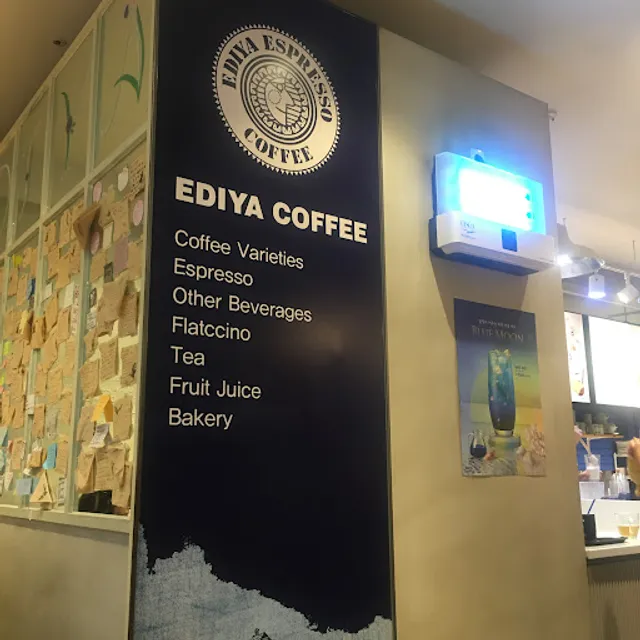 EDIYA ESPRESSO
COFFEE
EDIYA COFFEE
Coffee Varieties
Espresso
Other Beverages
Flatccino
Tea
Fruit Juice
Bakery
BLUE MOON